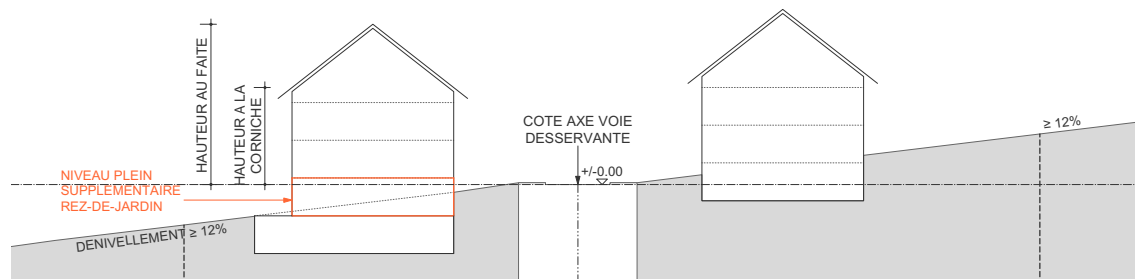 HAUTEUR AU FAITE
HAUTEUR A LA
CORNICHE
COTE AXE VOIE
DESSERVANTE
+/-0.00
≥ 12%
NIVEAU PLEIN
SUPPLEMENTAIRE
REZ-DE-JARDIN
DENIVELLEMENT ≥ 12%